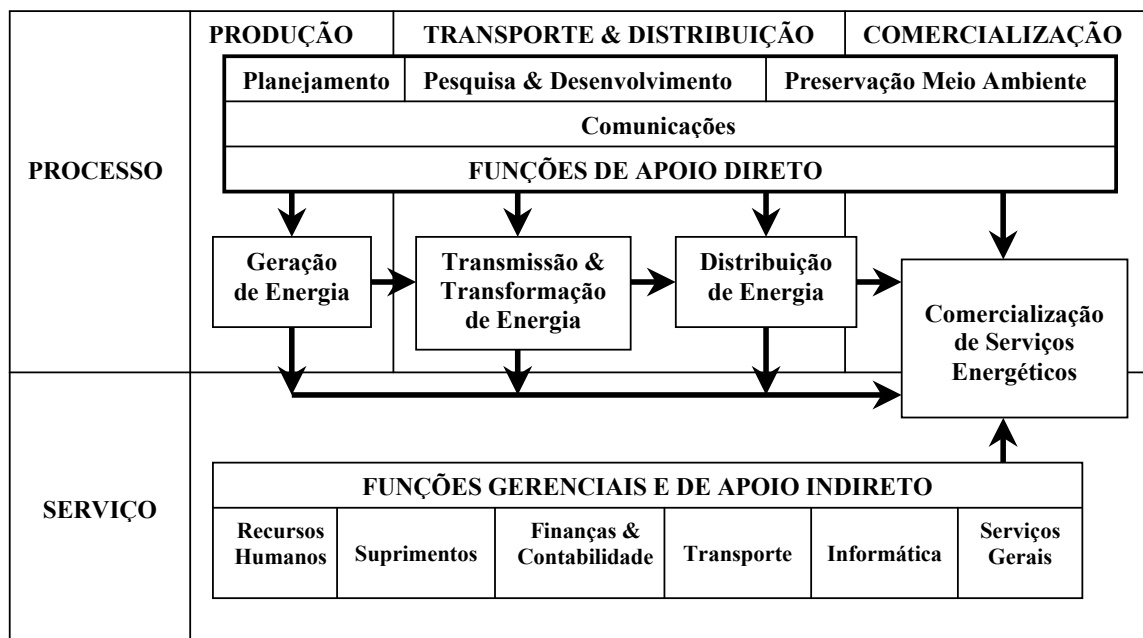 PRODUÇÃO
TRANSPORTE & DISTRIBUIÇÃO
COMERCIALIZAÇÃO
Planejamento
Pesquisa & Desenvolvimento
Preservação Meio Ambiente
Comunicações
PROCESSO
FUNÇÕES DE APOIO DIRETO
Geração
de Energia
Transmissão &
Transformação
de Energia
Distribuição
de Energia
Comercialização
de Serviços
Energéticos
SERVIÇO
FUNÇÕES GERENCIAIS E DE APOIO INDIRETO
Recursos
Humanos
Suprimentos
Finanças &
Contabilidade
Transporte
Informática
Serviços
Gerais